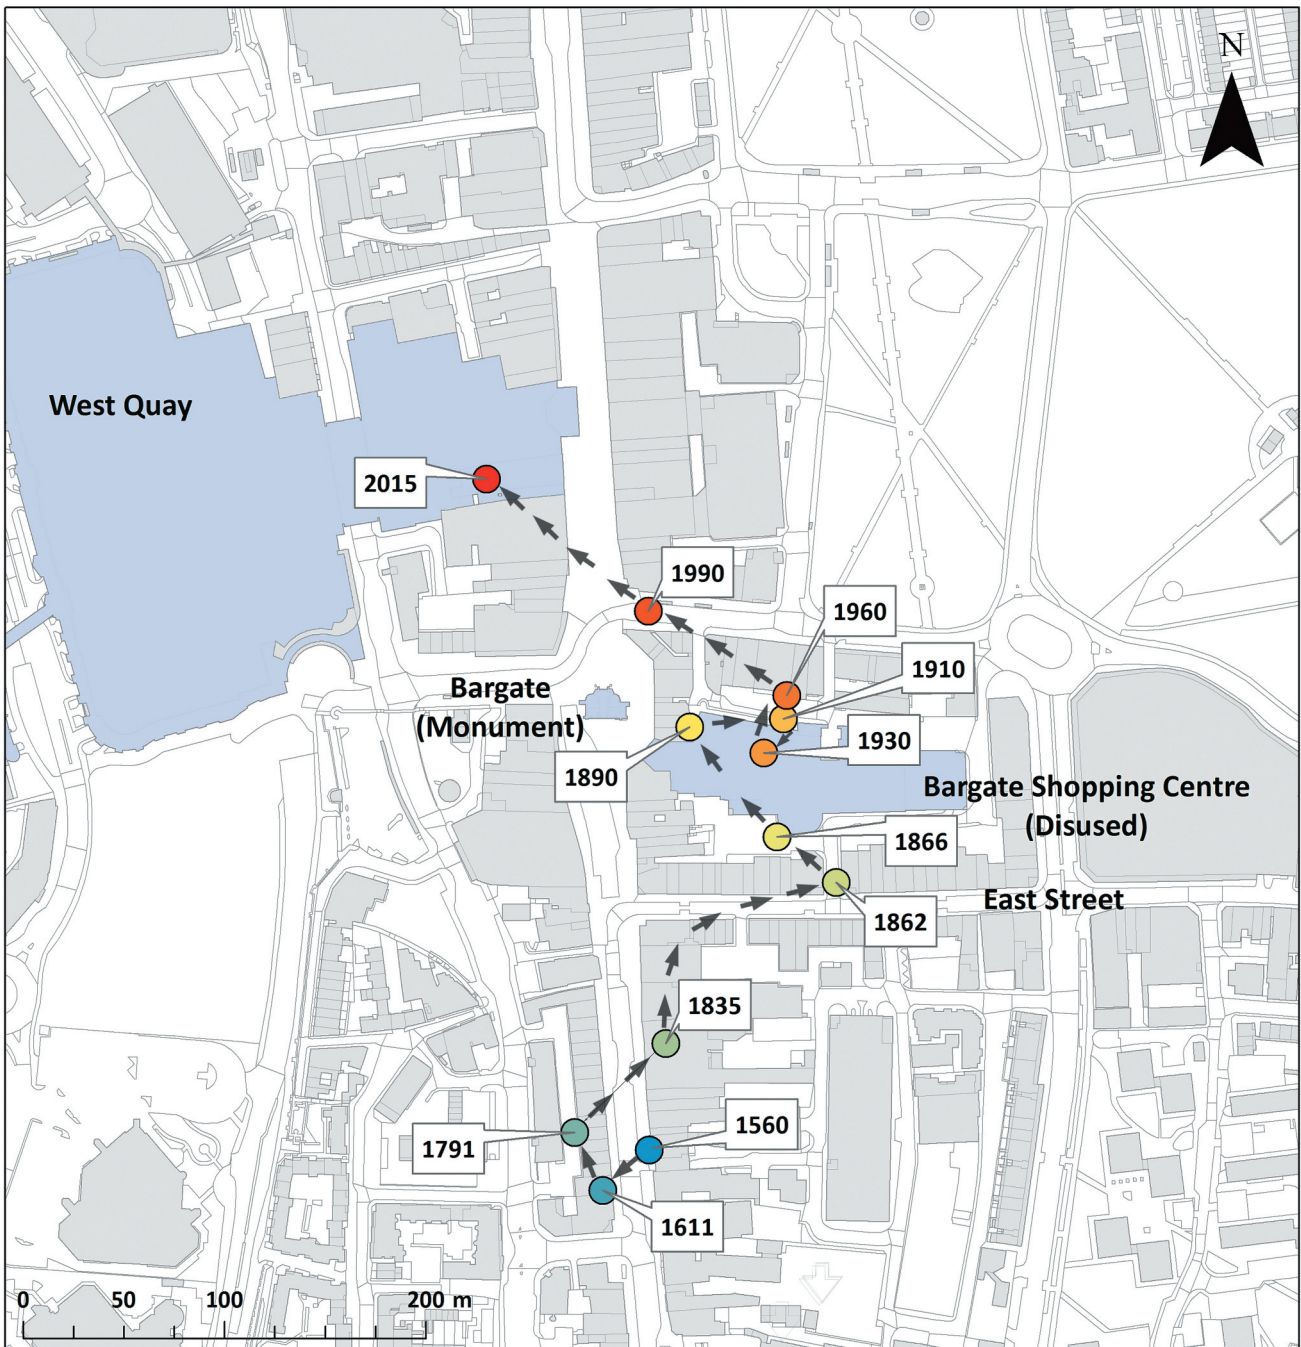 N
West Quay
2015
1990
1960
1910
Bargate
(Monument)
1930
1890
Bargate Shopping Centre
(Disused)
1866
East Street
1862
1835
1560
1791
1611
0 50 100 200 m